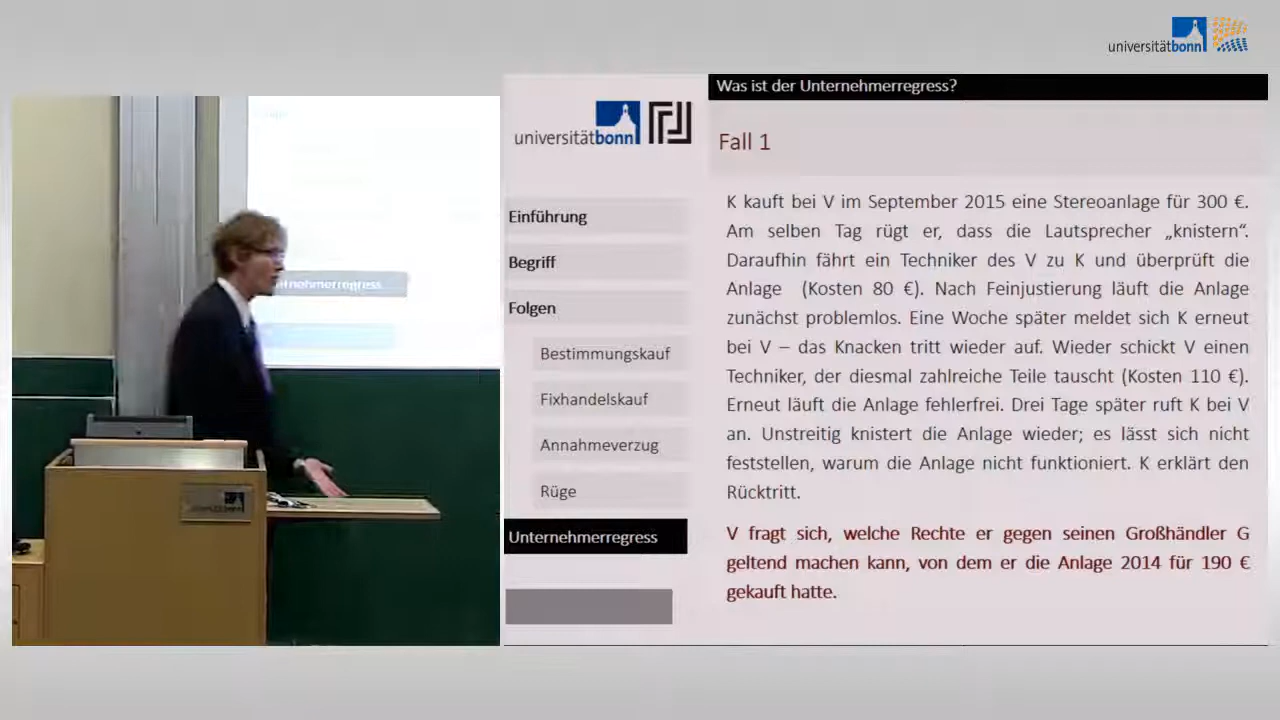 universitätbonn
Was ist der Unternehmerregress?
universitätbonn
Fall 1
K kauft bei V im September 2015 eine Stereoanlage für 300 €.
Am selben Tag rügt er, dass die Lautsprecher „knistern“.
Daraufhin fährt ein Techniker des V zu K und überprüft die
Anlage (Kosten 80 €). Nach Feinjustierung läuft die Anlage
zunächst problemlos. Eine Woche später meldet sich K erneut
bei V – das Knacken tritt wieder auf. Wieder schickt V einen
Techniker, der diesmal zahlreiche Teile tauscht (Kosten 110 €).
Erneut läuft die Anlage fehlerfrei. Drei Tage später ruft K bei V
an. Unstreitig knistert die Anlage wieder; es lässt sich nicht
feststellen, warum die Anlage nicht funktioniert. K erklärt den
Rücktritt.
V fragt sich, welche Rechte er gegen seinen Großhändler G
geltend machen kann, von dem er die Anlage 2014 für 190 €
gekauft hatte.
Einführung
Begriff
Folgen
Bestimmungskauf
Fixhandelskauf
Annahmeverzug
Rüge
Unternehmerregress